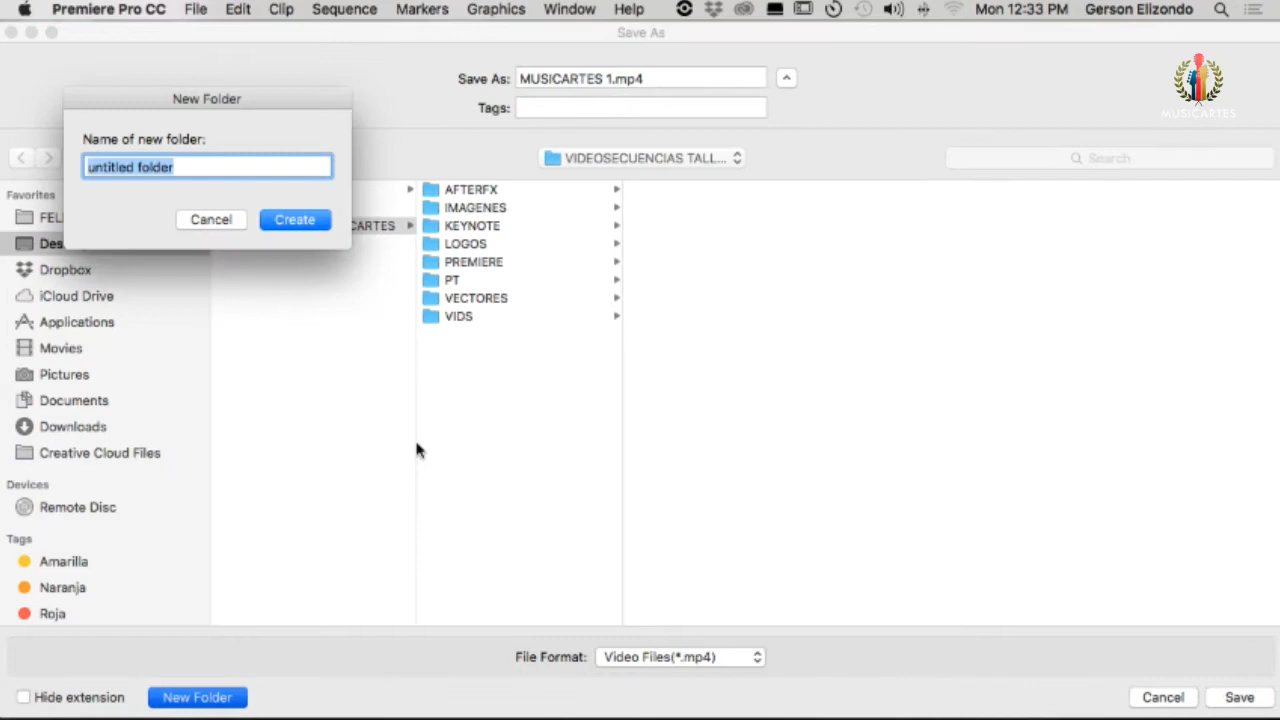 Premiere Pro CC File Edit Clip Sequence Markers Graphics Window Help Mon 12:33 PM Gerson Elizondo
Save As
Save As: MUSICARTES 1.mp4
Tags:
MUSICARTES
New Folder
Name of new folder:
untitled folder
Cancel Create
VIDEOSECUENCIAS TALL...
Search
Favorites
Dropbox
iCloud Drive
Applications
Movies
Pictures
Documents
Downloads
Creative Cloud Files
Devices
Remote Disc
Tags
Amarilla
Naranja
Roja
CARTES
AFTERFX
IMAGENES
KEYNOTE
LOGOS
PREMIERE
PT
VECTORES
VIDS
File Format: Video Files(*.mp4)
Hide extension New Folder Cancel Save